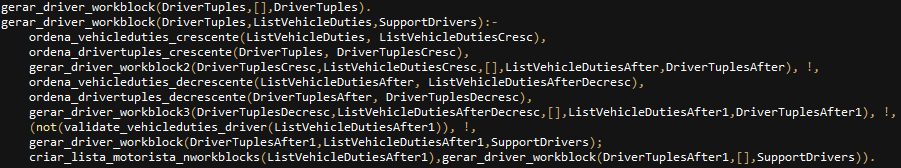 gerar_driver_workblock(DriverTuples,[],DriverTuples).
gerar_driver_workblock(DriverTuples,ListVehicleDuties,SupportDrivers):-
    ordena_vehicleduties_crescente(ListVehicleDuties, ListVehicleDutiesCresc),
    ordena_drivertuples_crescente(DriverTuples, DriverTuplesCresc),
    gerar_driver_workblock2(DriverTuplesCresc,ListVehicleDutiesCresc,[],ListVehicleDutiesAfter,DriverTuplesAfter), !,
    ordena_vehicleduties_decrescente(ListVehicleDutiesAfter, ListVehicleDutiesAfterDecresc),
    ordena_drivertuples_decrescente(DriverTuplesAfter, DriverTuplesDecresc),
    gerar_driver_workblock3(DriverTuplesDecresc,ListVehicleDutiesAfterDecresc,[],ListVehicleDutiesAfter1,DriverTuplesAfter1), !,
    (not(validate_vehicleduties_driver(ListVehicleDutiesAfter1)), !,
    gerar_driver_workblock(DriverTuplesAfter1,ListVehicleDutiesAfter1,SupportDrivers);
    criar_lista_motorista_nworkblocks(ListVehicleDutiesAfter1),gerar_driver_workblock(DriverTuplesAfter1,[],SupportDrivers)).